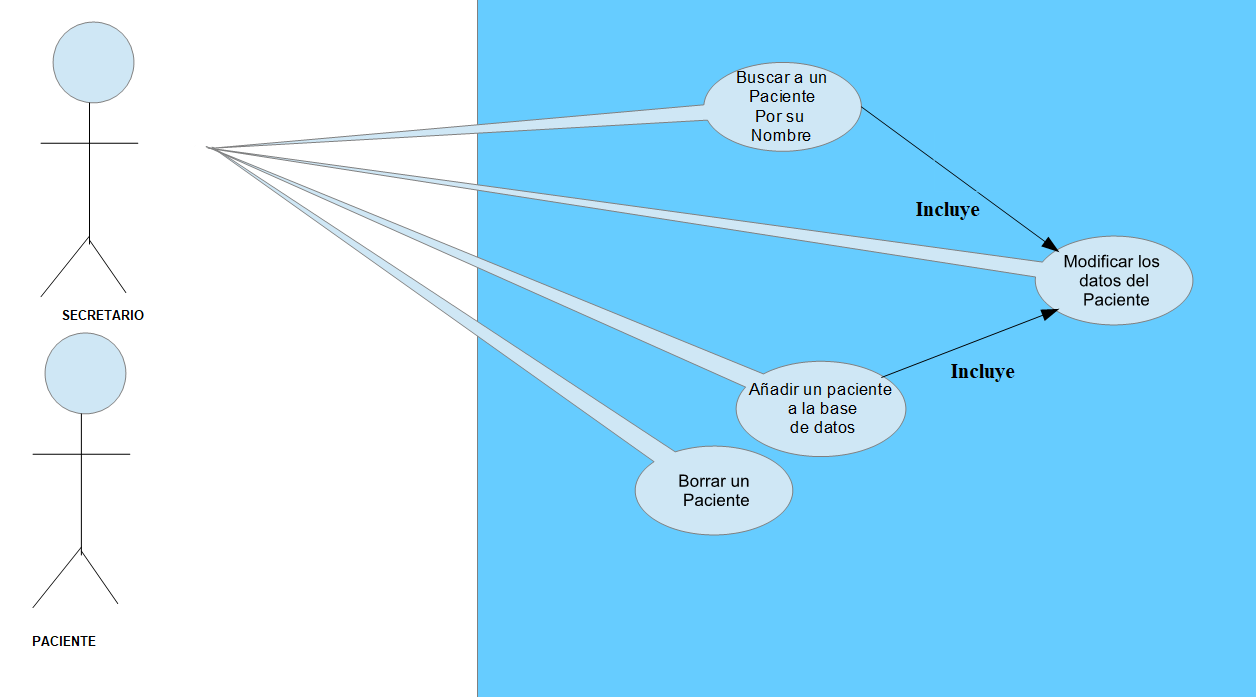 SECRETARIO
PACIENTE
Buscar a un
Paciente
Por su
Nombre
Incluye
Modificar los
datos del
Paciente
Incluye
Añadir un paciente
a la base
de datos
Borrar un
Paciente